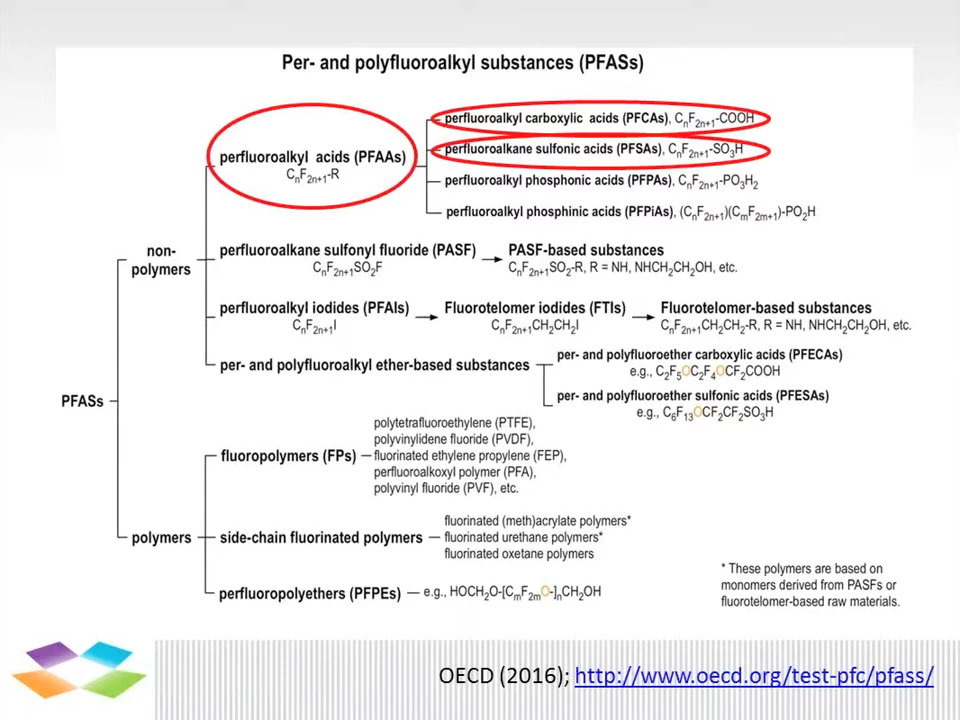 Per- and polyfluoroalkyl substances (PFASs)
perfluoroalkyl carboxylic acids (PFCAs), CnF2n+1-COOH
perfluoroalkyl acids (PFAAs)
CnF2n+1-R
perfluoroalkane sulfonic acids (PFSAs), CnF2n+1-SO3H
perfluoroalkyl phosphonic acids (PFPAs), CnF2n+1-PO3H2
perfluoroalkyl phosphinic acids (PFPiAs), (CnF2n+1)(CmF2m+1)-PO2H
non-
polymers
perfluoroalkane sulfonyl fluoride (PASF)
CnF2n+1SO2F
PASF-based substances
CnF2n+1SO2-R, R = NH, NHCH2CH2OH, etc.
perfluoroalkyl iodides (PFAIs)
CnF2n+1I
Fluorotelomer iodides (FTIs)
CnF2n+1CH2CH2I
Fluorotelomer-based substances
CnF2n+1CH2CH2-R, R = NH, NHCH2CH2OH, etc.
per- and polyfluoroalkyl ether-based substances
per- and polyfluoroether carboxylic acids (PFECAs)
e.g., C2F5OC2F4OCF2COOH
per- and polyfluoroether sulfonic acids (PFESAs)
e.g., C6F13OCF2CF2SO3H
PFASs
fluoropolymers (FPs)
polytetrafluoroethylene (PTFE),
polyvinylidene fluoride (PVDF),
fluorinated ethylene propylene (FEP),
perfluoroalkoxyl polymer (PFA),
polyvinyl fluoride (PVF), etc.
polymers
side-chain fluorinated polymers
fluorinated (meth)acrylate polymers*
fluorinated urethane polymers*
fluorinated oxetane polymers
perfluoropolyethers (PFPEs)
e.g., HOCH2O-[CmF2mO-]nCH2OH
* These polymers are based on
monomers derived from PASFs or
fluorotelomer-based raw materials.
OECD (2016); http://www.oecd.org/test-pfc/pfass/